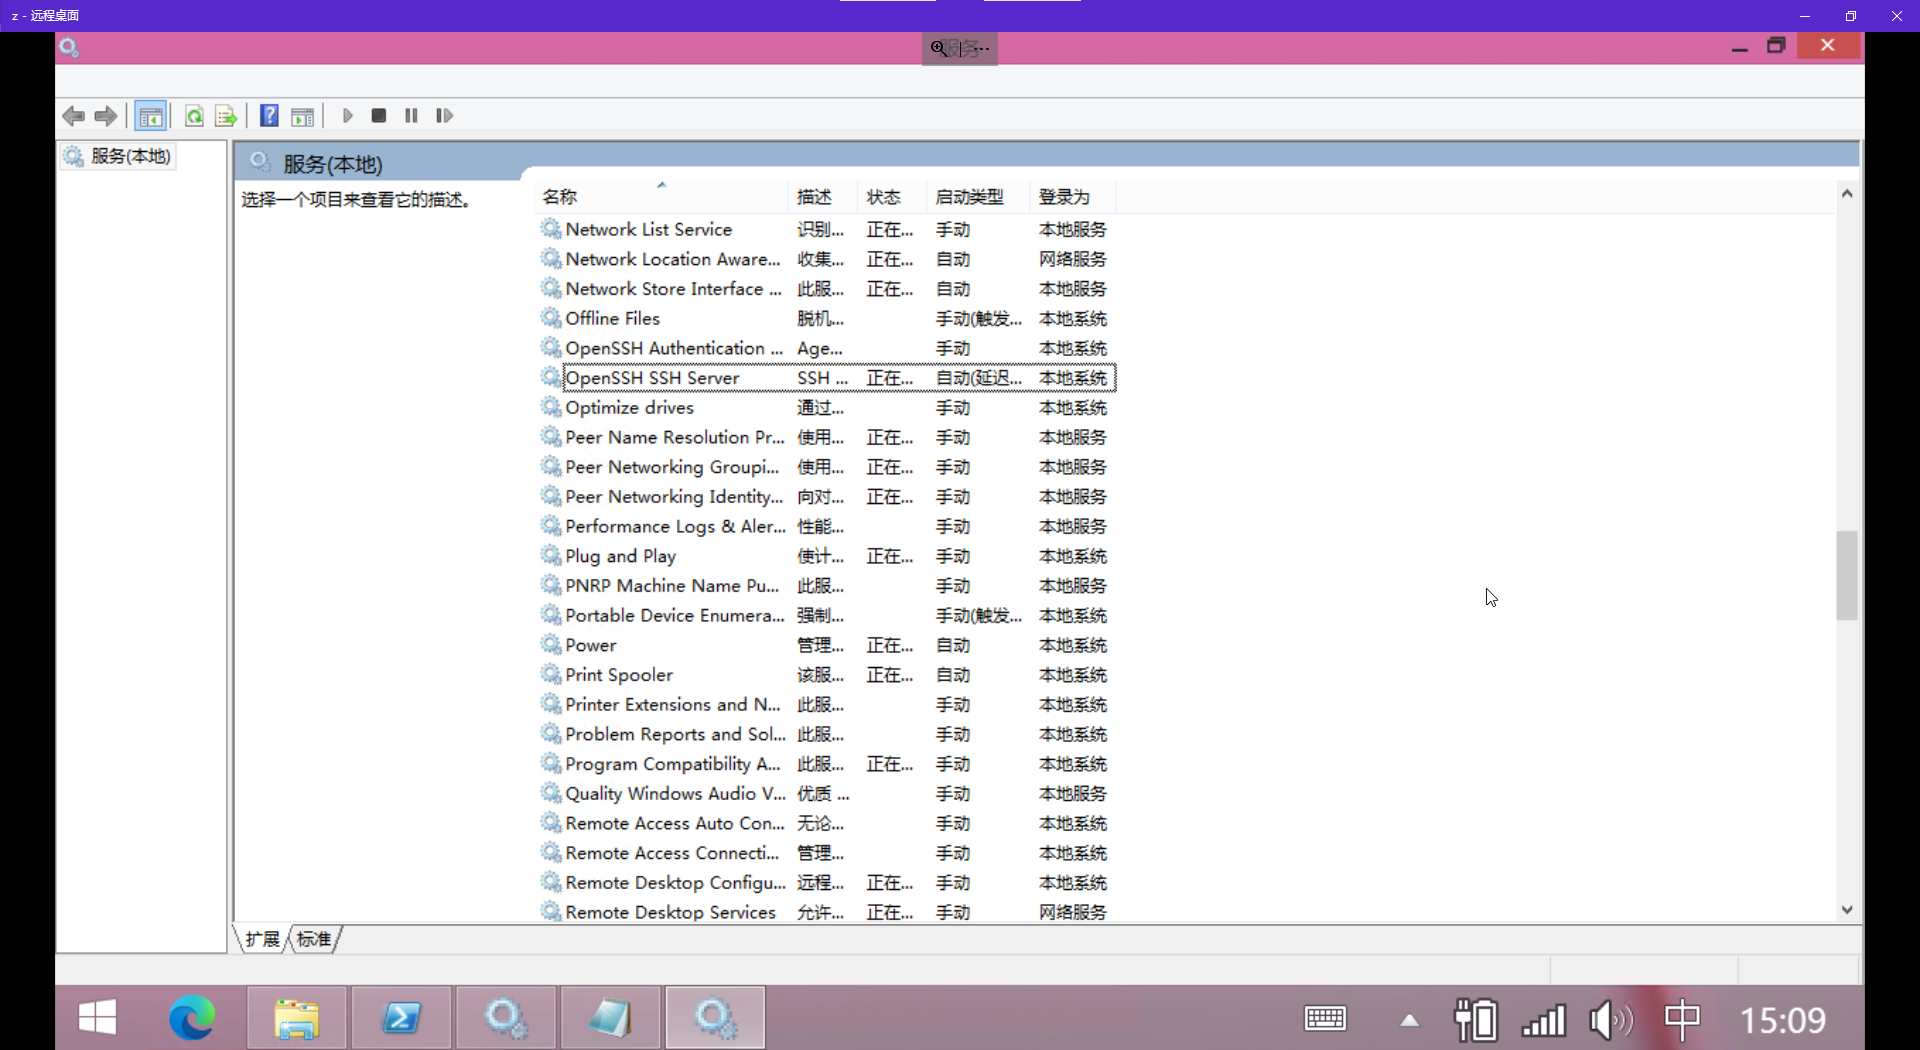 z - 远程桌面
服务
服务(本地)
服务(本地)
选择一个项目来查看它的描述。
名称 描述 状态 启动类型 登录为
Network List Service 识别... 正在... 手动 本地服务
Network Location Aware... 收集... 正在... 自动 网络服务
Network Store Interface ... 此服... 正在... 自动 本地服务
Offline Files 脱机... 手动(触发... 本地系统
OpenSSH Authentication ... Age... 手动 本地系统
OpenSSH SSH Server SSH ... 正在... 自动(延迟... 本地系统
Optimize drives 通过... 手动 本地系统
Peer Name Resolution Pr... 使用... 正在... 手动 本地服务
Peer Networking Groupi... 使用... 正在... 手动 本地服务
Peer Networking Identity... 向对... 正在... 手动 本地服务
Performance Logs & Aler... 性能... 手动 本地服务
Plug and Play 使计... 正在... 手动 本地系统
PNRP Machine Name Pu... 此服... 手动 本地服务
Portable Device Enumera... 强制... 手动(触发... 本地系统
Power 管理... 正在... 自动 本地系统
Print Spooler 该服... 正在... 自动 本地系统
Printer Extensions and N... 此服... 手动 本地系统
Problem Reports and Sol... 此服... 手动 本地系统
Program Compatibility A... 此服... 正在... 手动 本地系统
Quality Windows Audio V... 优质 ... 手动 本地服务
Remote Access Auto Con... 无论... 手动 本地系统
Remote Access Connecti... 管理... 手动 本地系统
Remote Desktop Configu... 远程... 正在... 手动 本地系统
Remote Desktop Services 允许... 正在... 手动 网络服务
扩展 标准
中 15:09